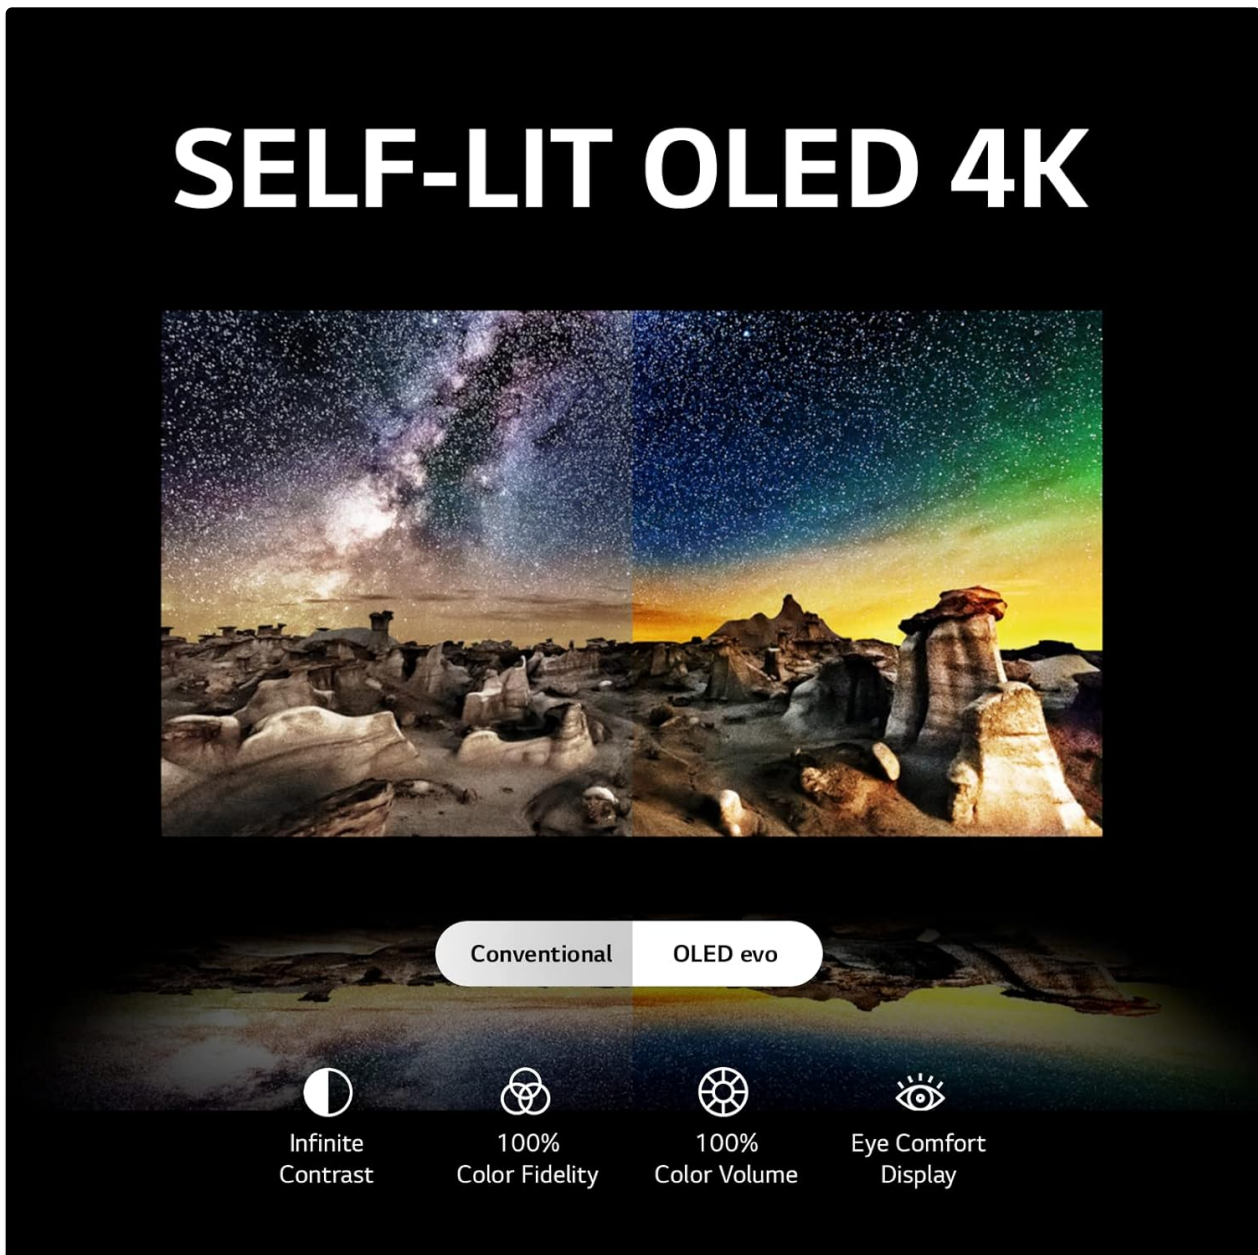 SELF-LIT OLED 4K
Conventional
OLED evo
Infinite
Contrast
100%
Color Fidelity
100%
Color Volume
Eye Comfort
Display